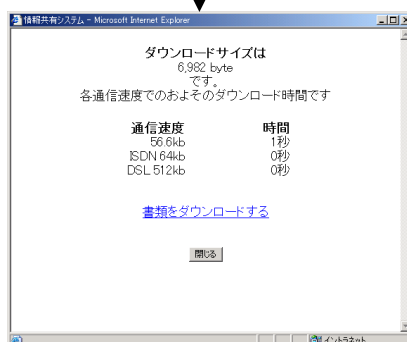 情報共有システム - Microsoft Internet Explorer
ダウンロードサイズは
6,982 byte
です。
各通信速度でのおよそのダウンロード時間です
通信速度 時間
56.6kb 1秒
ISDN 64kb 0秒
DSL 512kb 0秒
書類をダウンロードする
閉じる
イントラネット